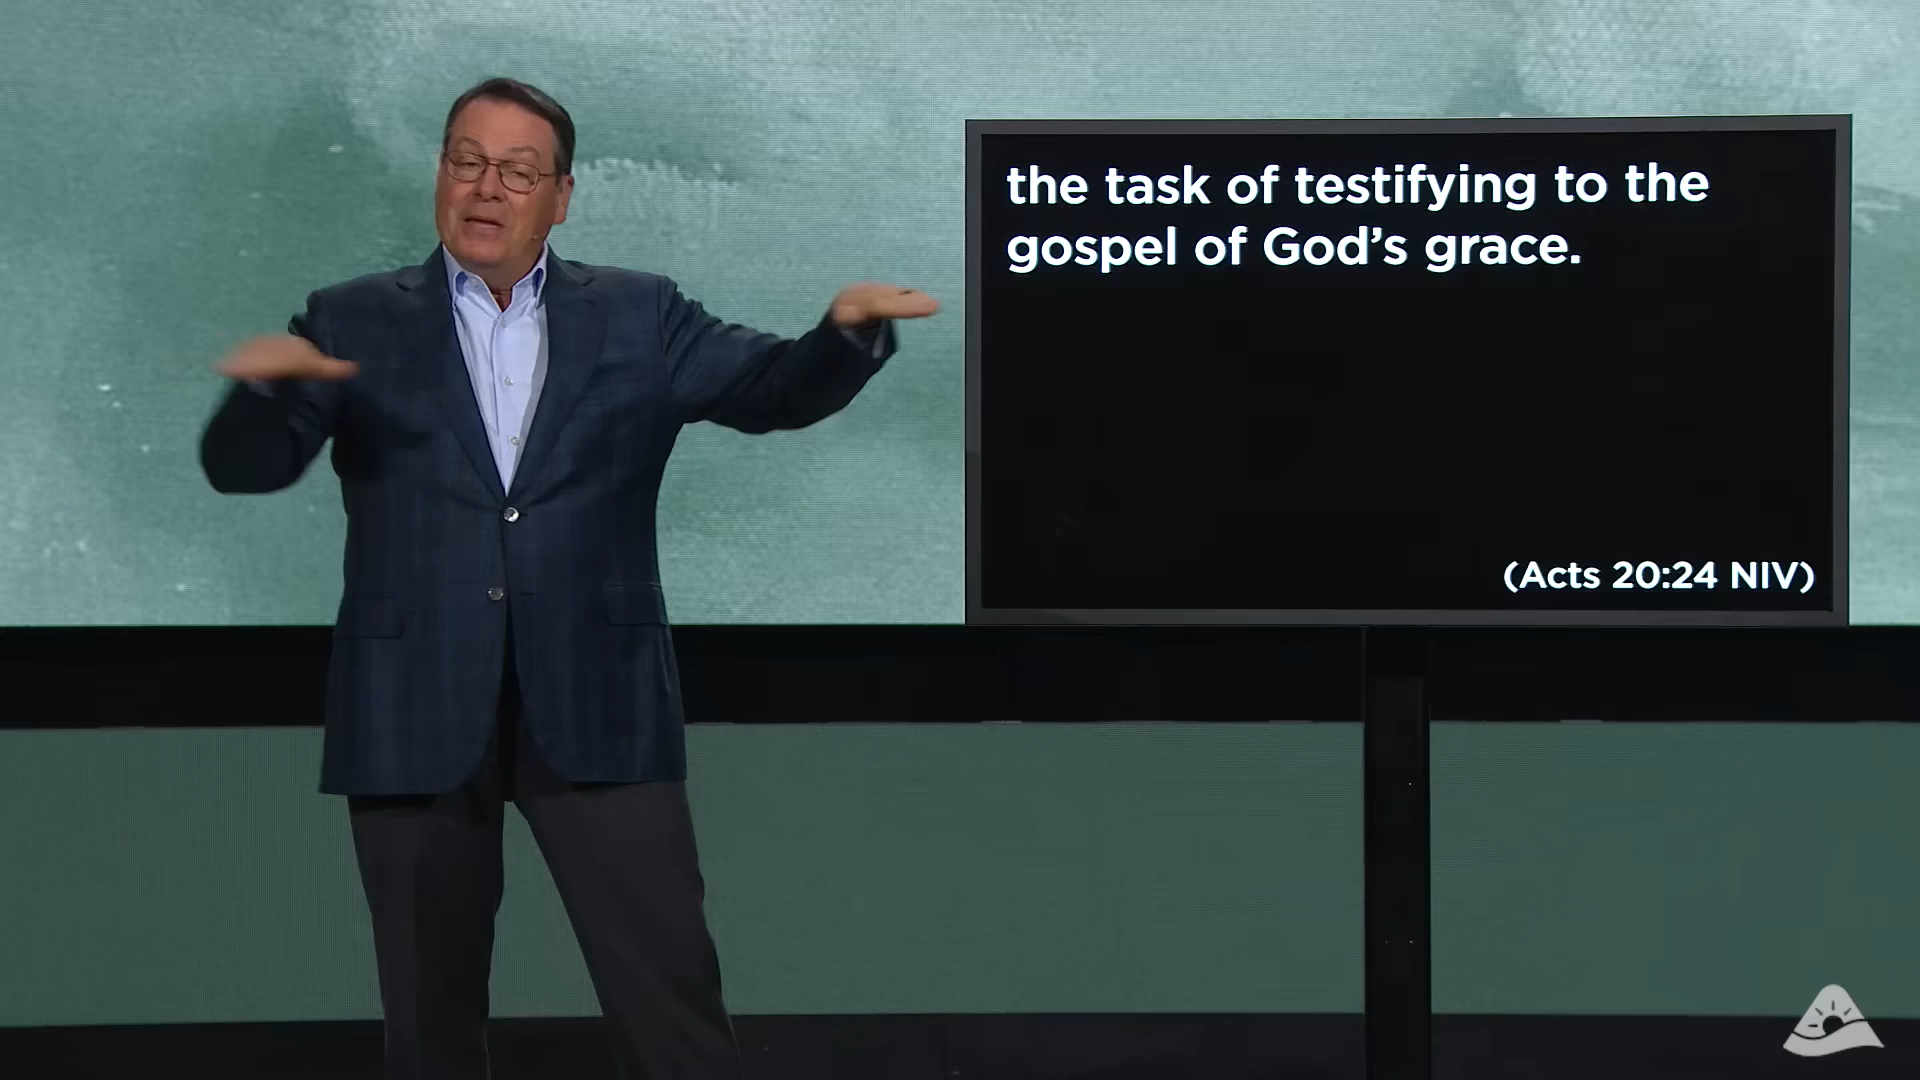 the task of testifying to the
gospel of God’s grace.
(Acts 20:24 NIV)